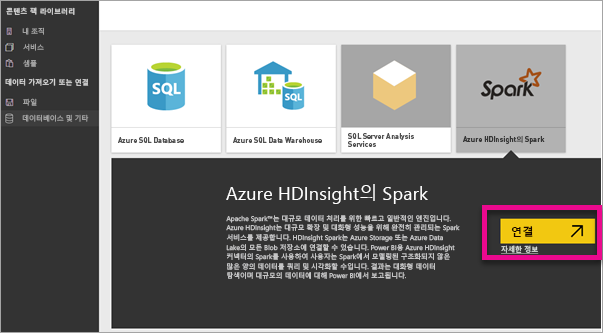 콘텐츠 팩 라이브러리
내 조직
서비스
샘플
데이터 가져오기 또는 연결
파일
데이터베이스 및 기타
SQL
Azure SQL Database
SQL
Azure SQL Data Warehouse
SQL Server Analysis
Services
Spark
Azure HDInsight의 Spark
Azure HDInsight의 Spark
Apache Spark™는 대규모 데이터 처리를 위한 빠르고 일반적인 엔진입니다.
Azure HDInsight는 대규모 확장 및 대화형 성능을 위해 완전히 관리되는 Spark
서비스를 제공합니다. HDInsight Spark는 Azure Storage 또는 Azure Data
Lake의 모든 Blob 저장소에 연결할 수 있습니다. Power BI용 Azure HDInsight
커넥터의 Spark를 사용하여 사용자는 Spark에서 모델링된 구조화되지 않은
많은 양의 데이터를 쿼리 및 시각화할 수입니다. 결과는 대화형 데이터
탐색이며 대규모의 데이터에 대해 Power BI에서 보고됩니다.
연결
자세한 정보